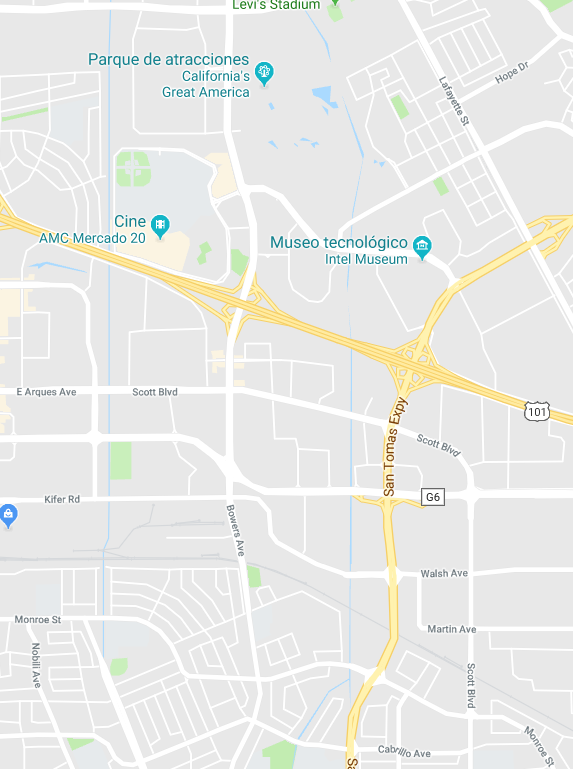 Levi's Stadium
Parque de atracciones
California's
Great America
Hope Dr
Lafayette St
Cine
AMC Mercado 20
Museo tecnológico
Intel Museum
E Arques Ave
Scott Blvd
101
San Tomas Expy
Scott Blvd
G6
Kifer Rd
Bowers Ave
Walsh Ave
Monroe St
Martin Ave
Nobili Ave
Scott Blvd
Monroe St
Cabrillo Ave
Sa